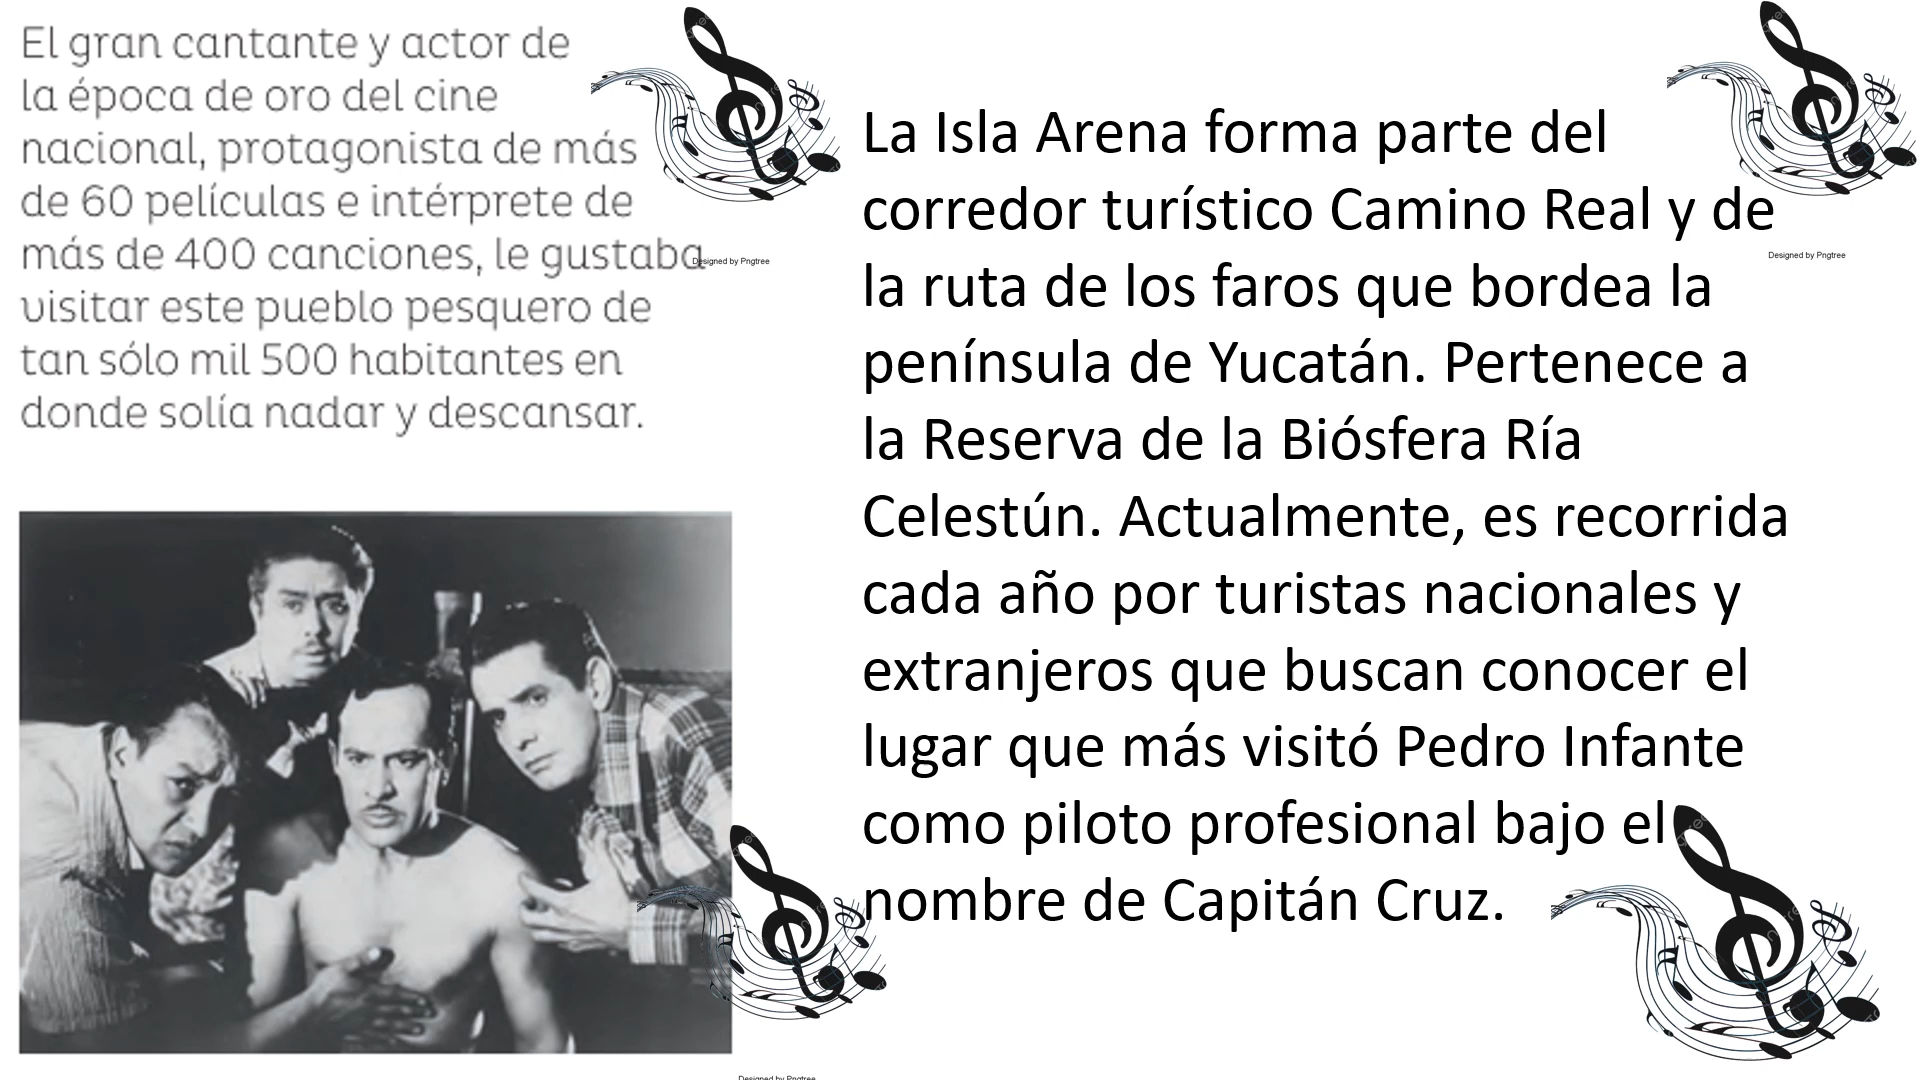 El gran cantante y actor de
la época de oro del cine
nacional, protagonista de más
de 60 películas e intérprete de
más de 400 canciones, le gustaba
visitar este pueblo pesquero de
tan sólo mil 500 habitantes en
donde solía nadar y descansar.
Designed by Pngtree
La Isla Arena forma parte del
corredor turístico Camino Real y de
la ruta de los faros que bordea la
península de Yucatán. Pertenece a
la Reserva de la Biósfera Ría
Celestún. Actualmente, es recorrida
cada año por turistas nacionales y
extranjeros que buscan conocer el
lugar que más visitó Pedro Infante
como piloto profesional bajo el
nombre de Capitán Cruz.
Designed by Pngtree
Designed by Pngtree